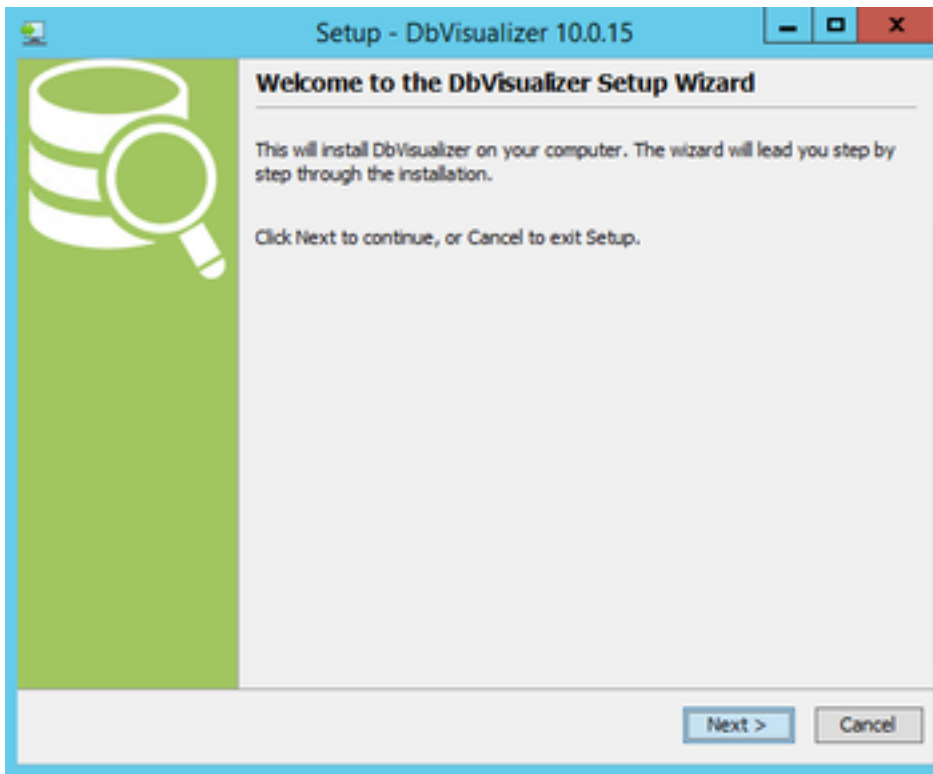 Setup - DbVisualizer 10.0.15
Welcome to the DbVisualizer Setup Wizard
This will install DbVisualizer on your computer. The wizard will lead you step by
step through the installation.
Click Next to continue, or Cancel to exit Setup.
Next >
Cancel